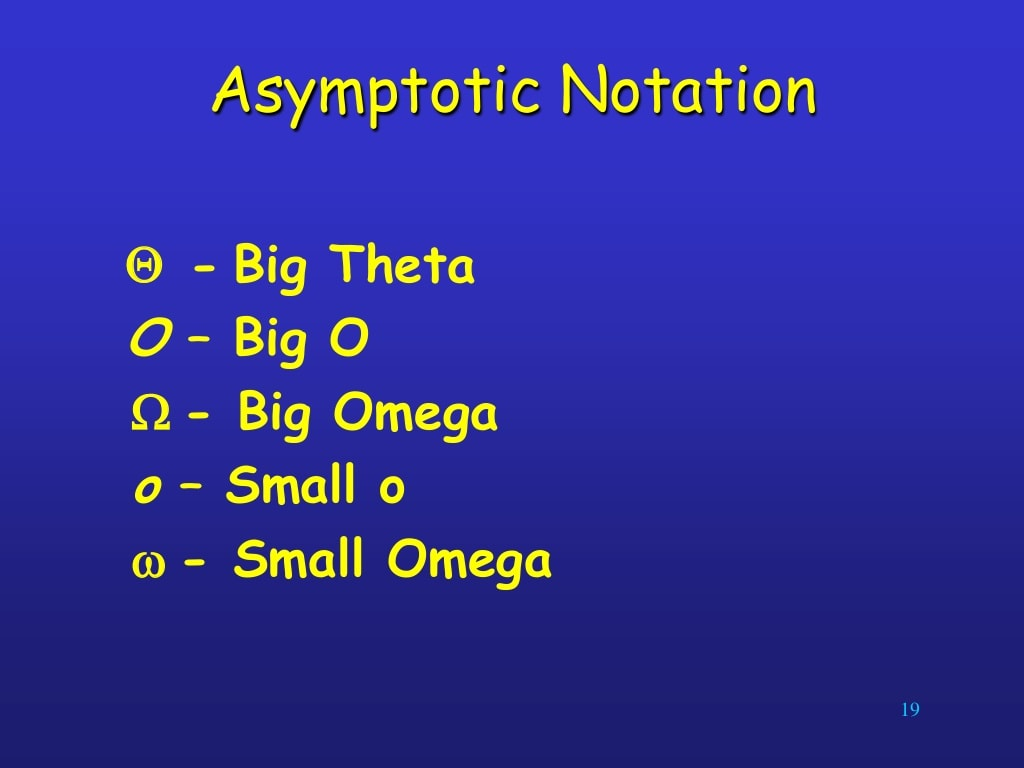 Asymptotic Notation
Θ - Big Theta
O – Big O
Ω - Big Omega
o – Small o
ω - Small Omega
19